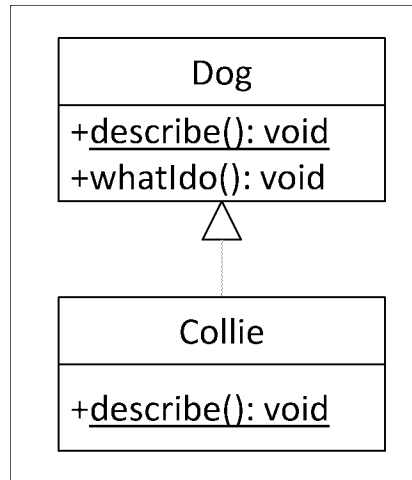 Dog
+describe(): void
+whatIdo(): void
Collie
+describe(): void